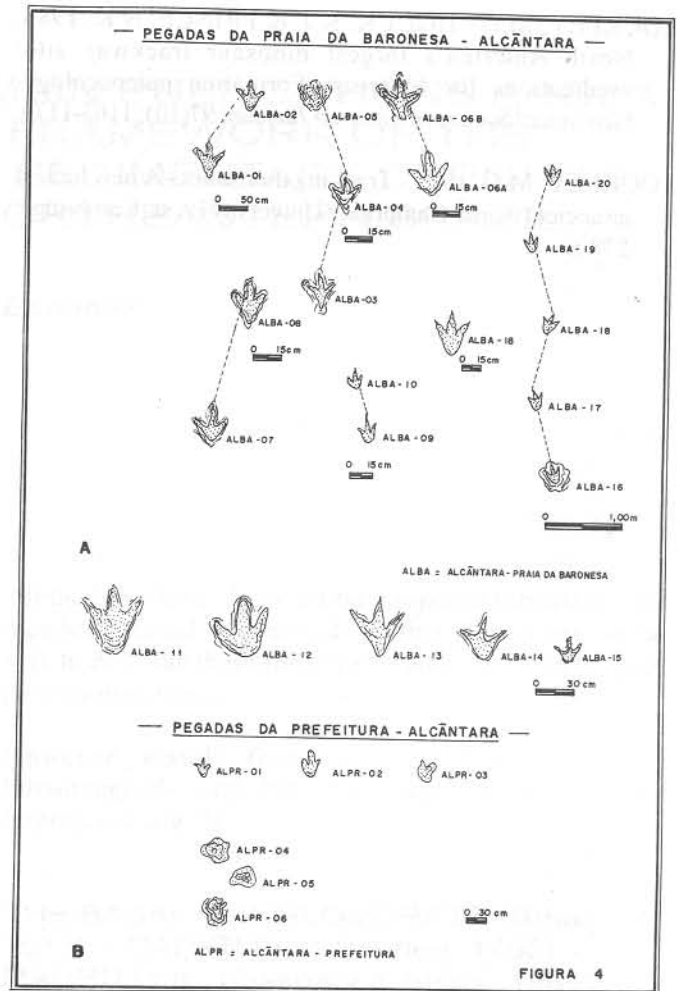 PEGADAS DA PRAIA DA BARONESA - ALCÂNTARA
ALBA-02
ALBA-05
ALBA-06B
ALBA-01
ALBA-06A
ALBA-20
0 50cm
ALBA-04
0 15cm
0 15cm
ALBA-19
ALBA-03
ALBA-08
ALBA-18
ALBA-18
0 15cm
0 15cm
ALBA-10
ALBA-17
ALBA-07
ALBA-09
0 15cm
ALBA-16
0 1,00m
A
ALBA = ALCÂNTARA-PRAIA DA BARONESA
ALBA-11
ALBA-12
ALBA-13
ALBA-14
ALBA-15
0 30cm
PEGADAS DA PREFEITURA - ALCÂNTARA
ALPR-01
ALPR-02
ALPR-03
ALPR-04
ALPR-05
ALPR-06
0 30cm
B
ALPR = ALCÂNTARA - PREFEITURA
FIGURA 4